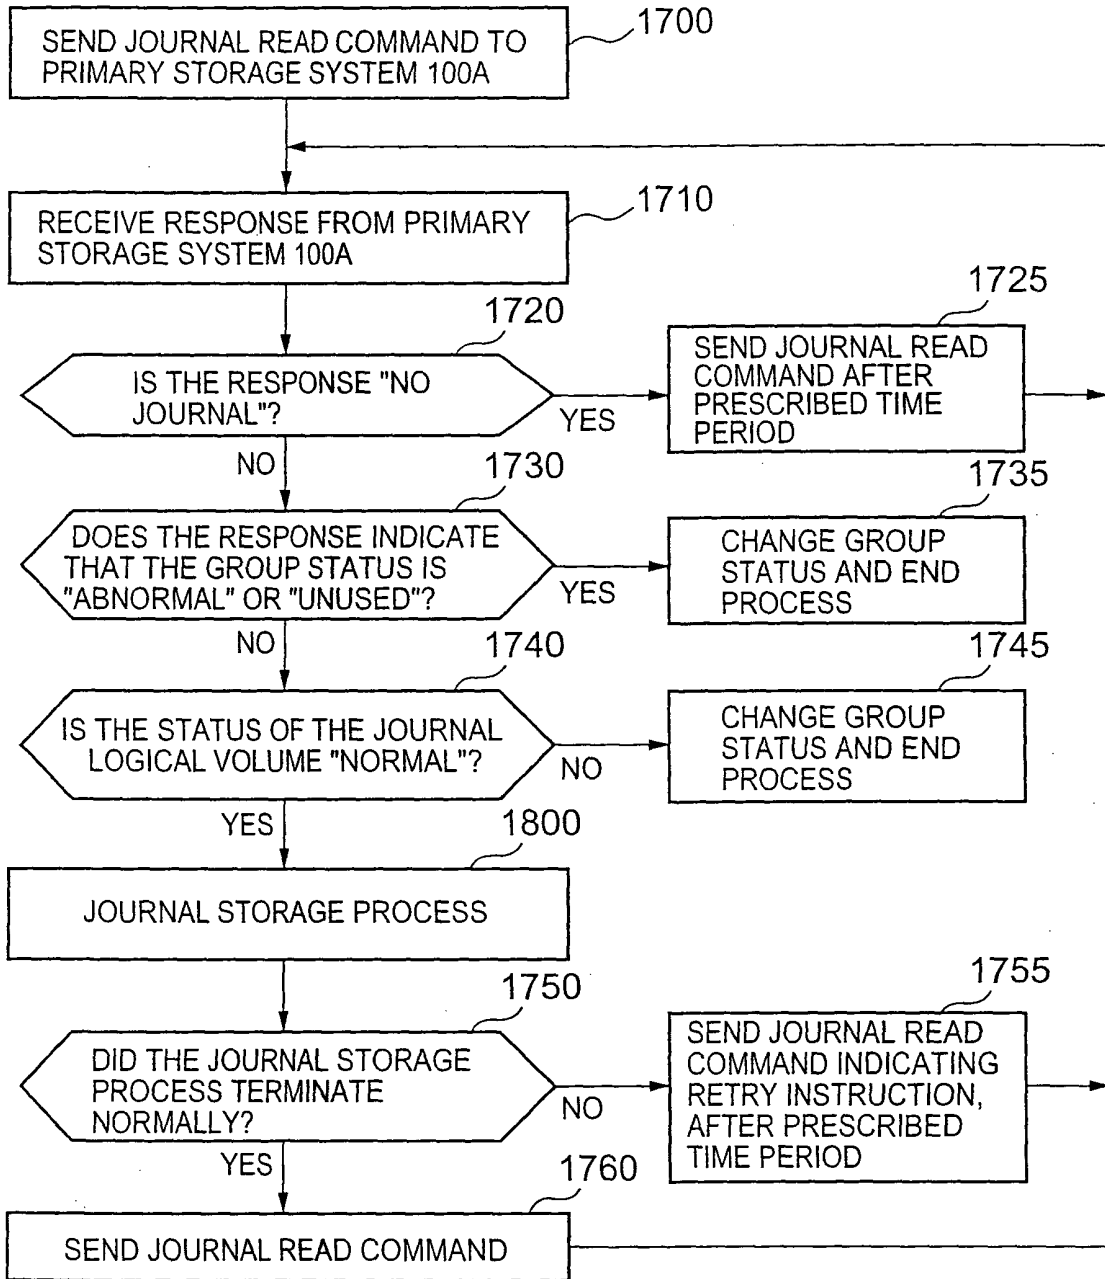 1700
SEND JOURNAL READ COMMAND TO
PRIMARY STORAGE SYSTEM 100A
1710
RECEIVE RESPONSE FROM PRIMARY
STORAGE SYSTEM 100A
1720
IS THE RESPONSE "NO
JOURNAL"?
YES
NO
1725
SEND JOURNAL READ
COMMAND AFTER
PRESCRIBED TIME
PERIOD
1730
DOES THE RESPONSE INDICATE
THAT THE GROUP STATUS IS
"ABNORMAL" OR "UNUSED"?
YES
NO
1735
CHANGE GROUP
STATUS AND END
PROCESS
1740
IS THE STATUS OF THE JOURNAL
LOGICAL VOLUME "NORMAL"?
NO
YES
1745
CHANGE GROUP
STATUS AND END
PROCESS
1800
JOURNAL STORAGE PROCESS
1750
DID THE JOURNAL STORAGE
PROCESS TERMINATE
NORMALLY?
NO
YES
1755
SEND JOURNAL READ
COMMAND INDICATING
RETRY INSTRUCTION,
AFTER PRESCRIBED
TIME PERIOD
1760
SEND JOURNAL READ COMMAND